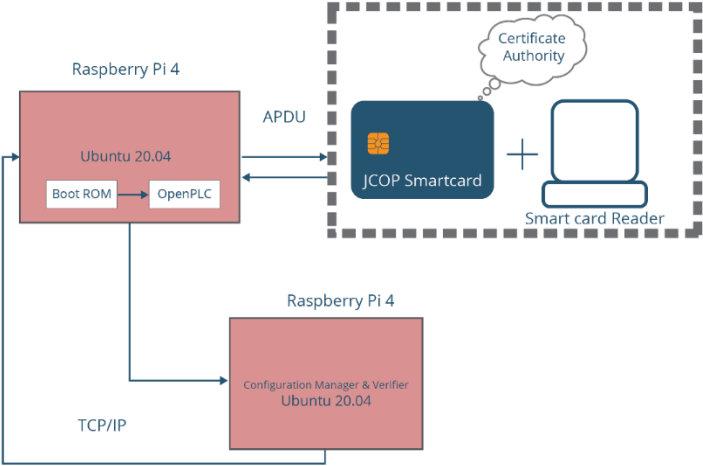 Certificate
Authority
Raspberry Pi 4
APDU
Ubuntu 20.04
Boot ROM
OpenPLC
JCOP Smartcard
Smart card Reader
Raspberry Pi 4
Configuration Manager & Verifier
Ubuntu 20.04
TCP/IP